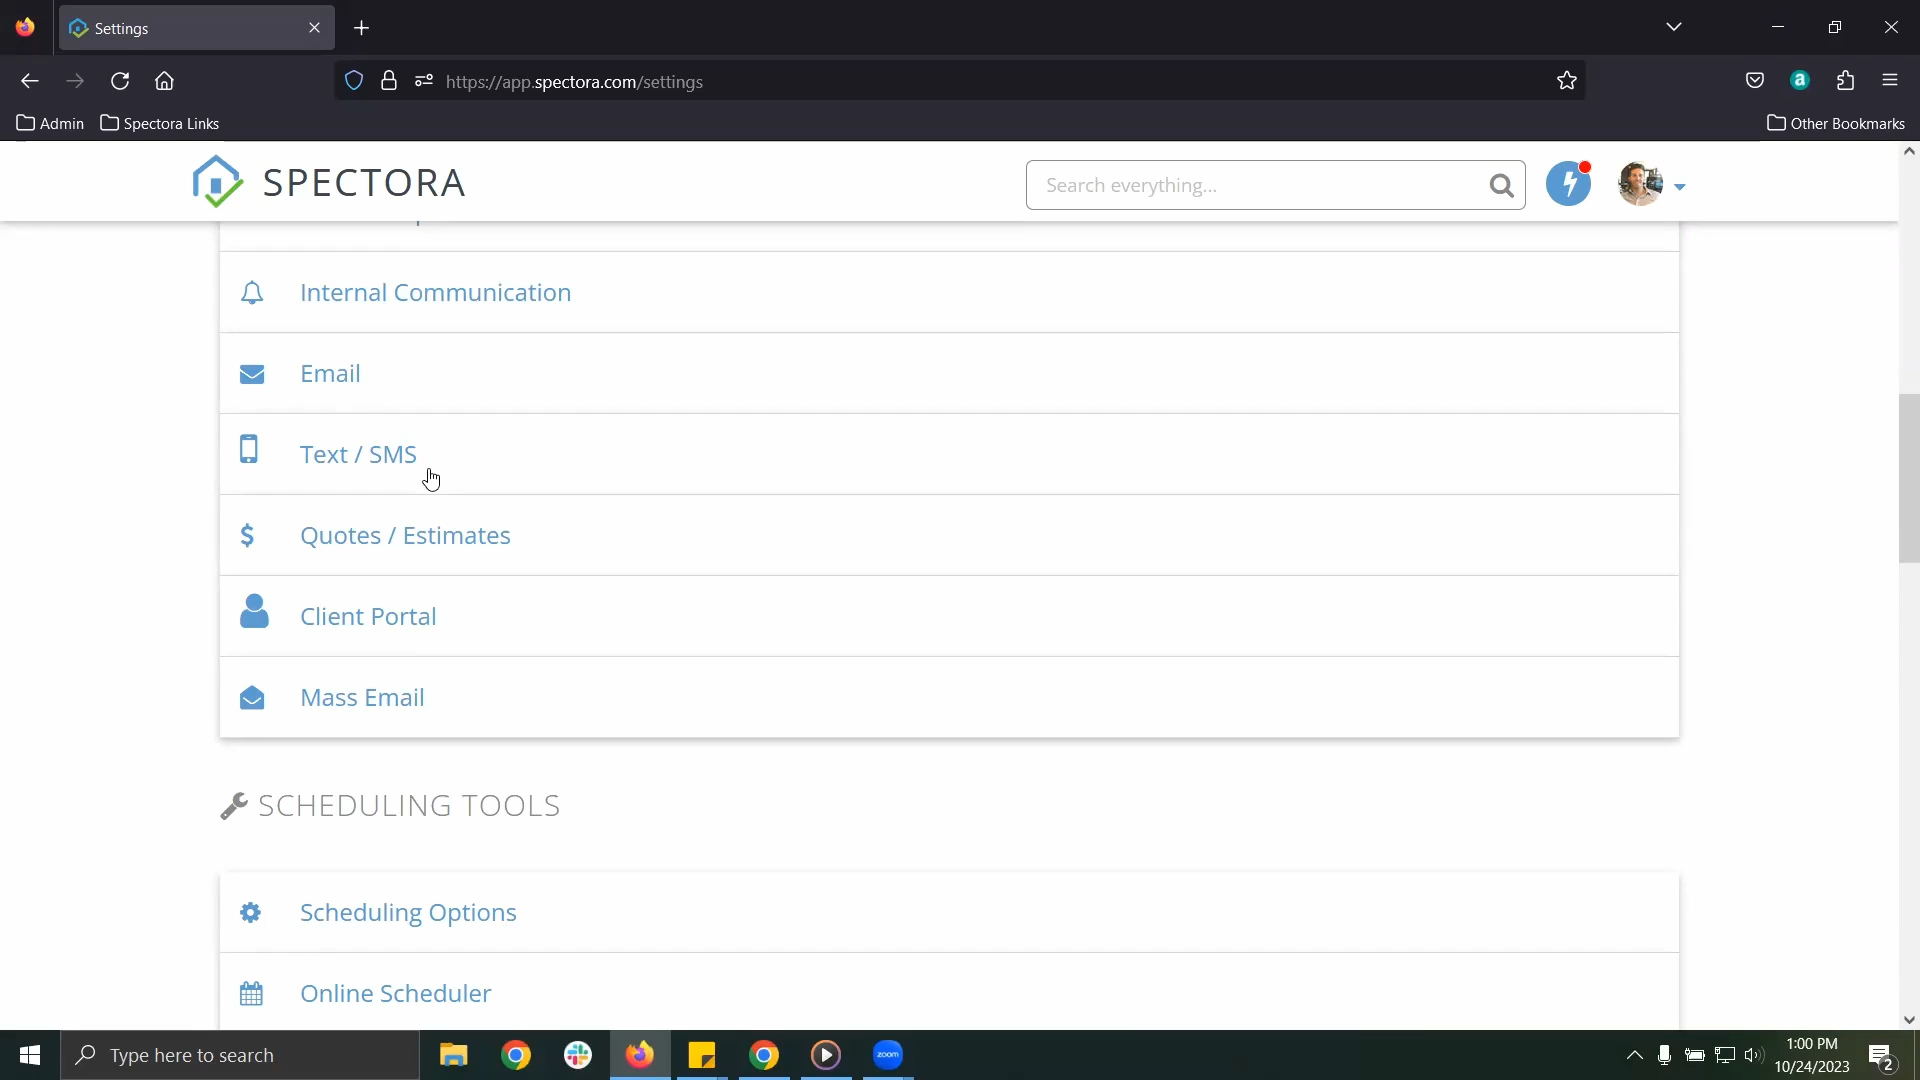 Settings
https://app.spectora.com/settings
Admin
Spectora Links
Other Bookmarks
SPECTORA
Search everything...
Internal Communication
Email
Text / SMS
Quotes / Estimates
Client Portal
Mass Email
SCHEDULING TOOLS
Scheduling Options
Online Scheduler
Type here to search
zoom
1:00 PM
10/24/2023
2